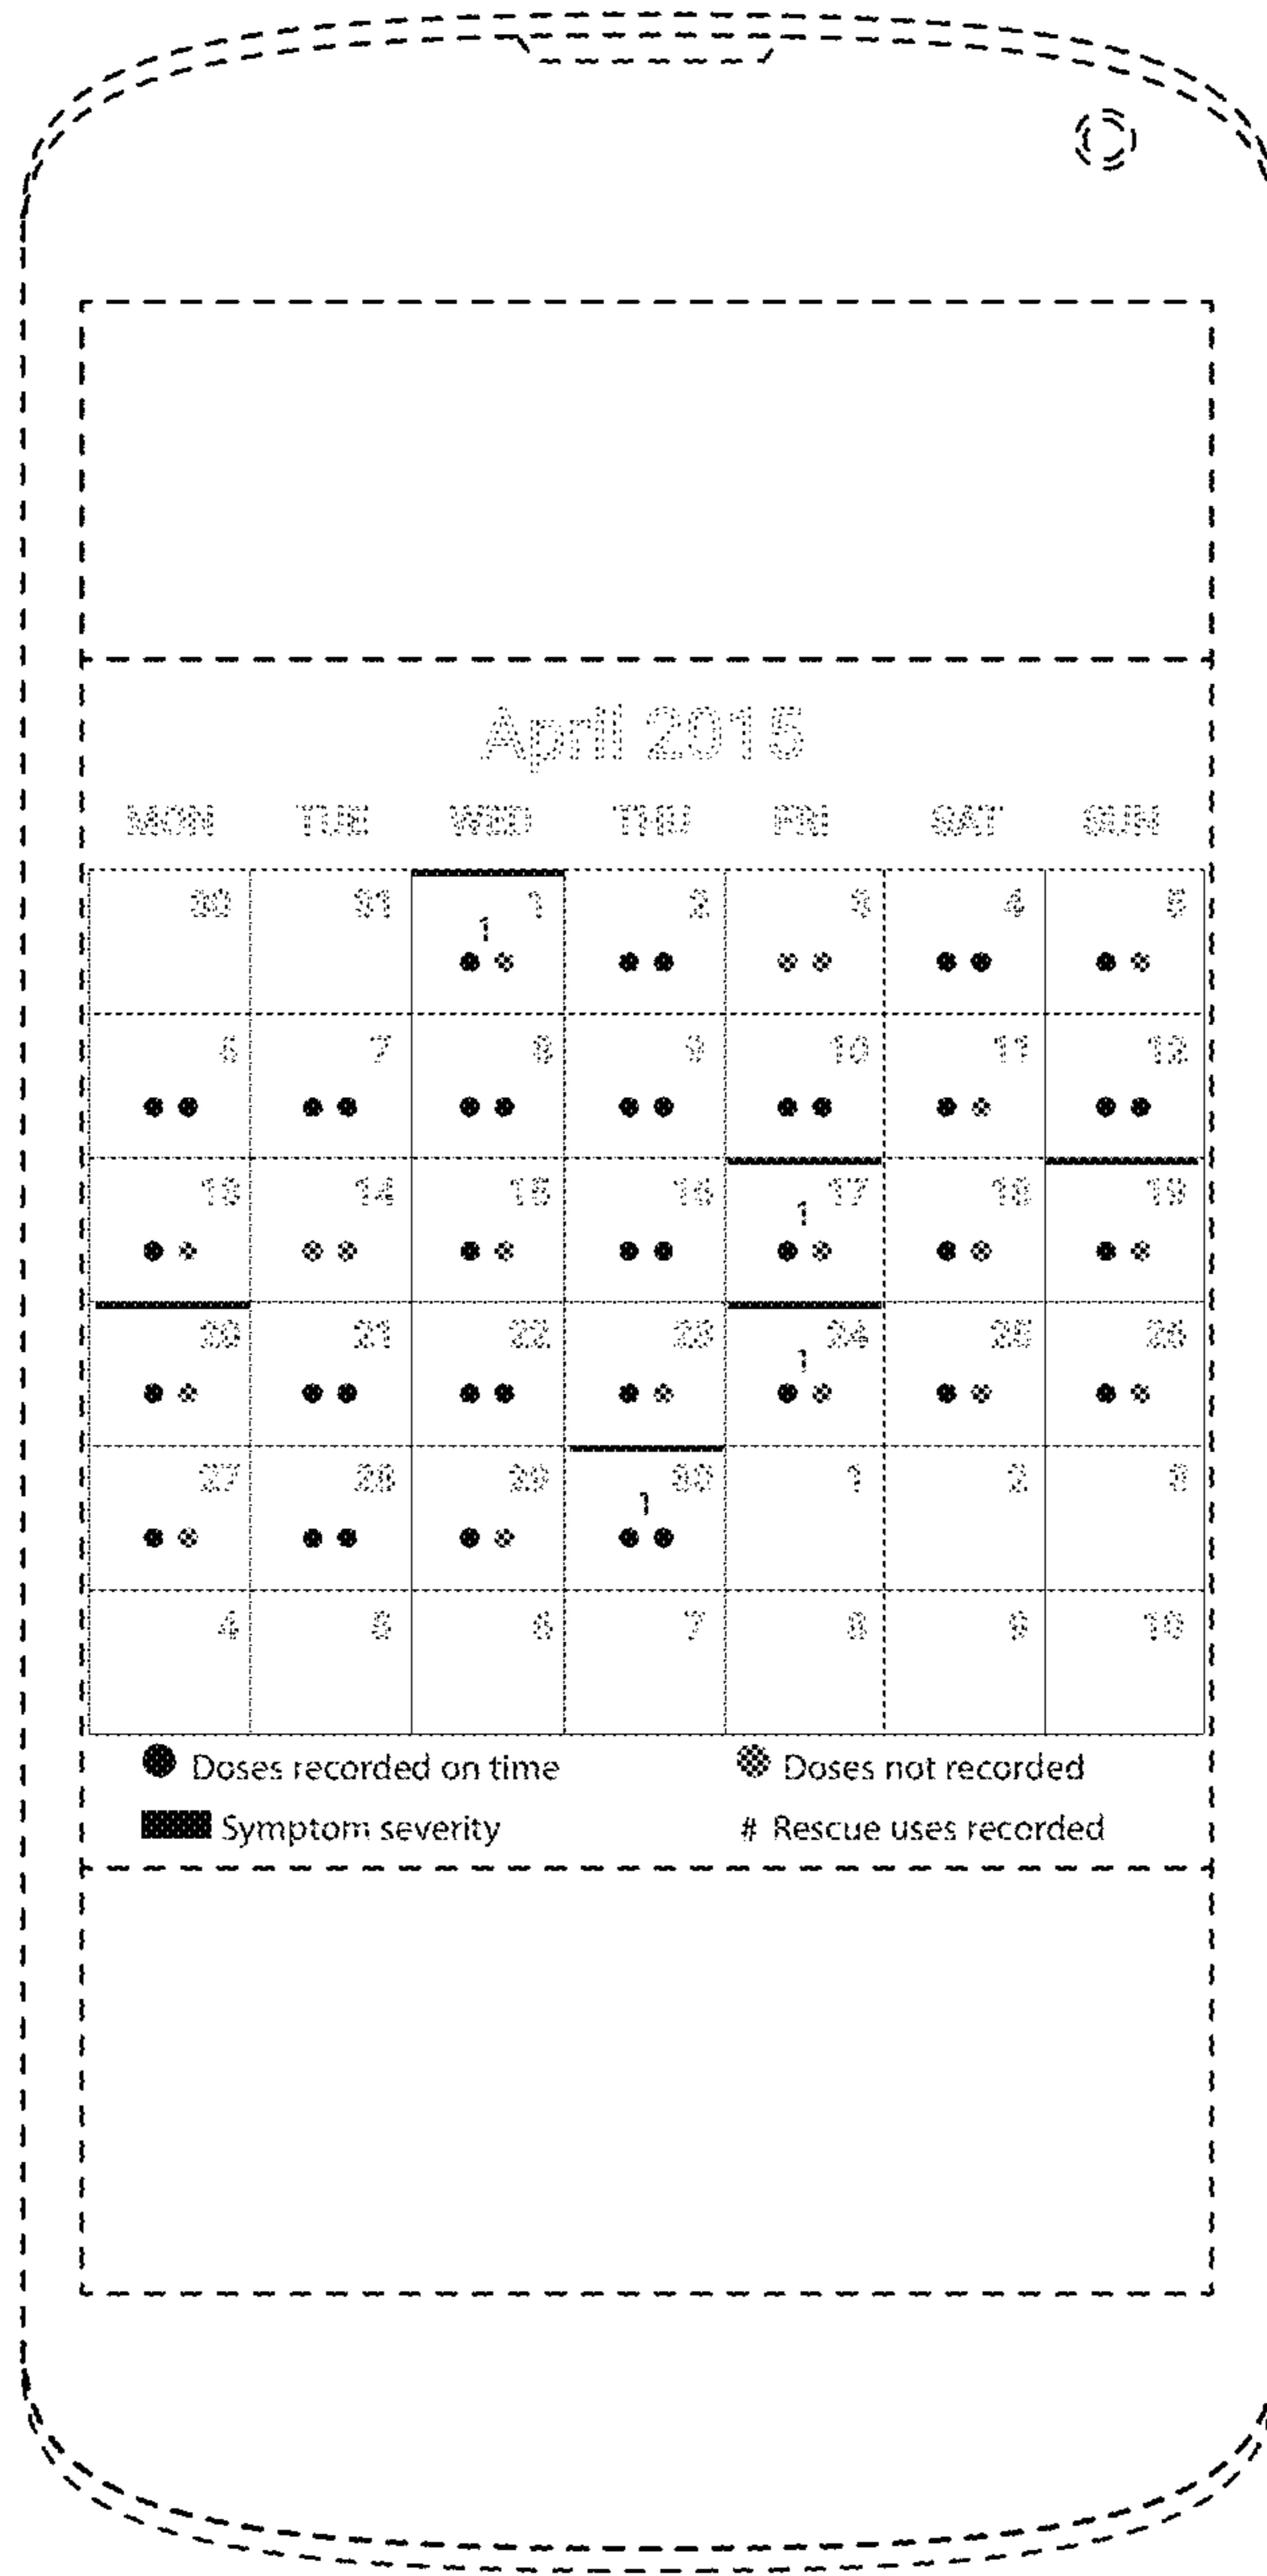 April 2015
MON TUE WED THU FRI SAT SUN
30 31 1 2 3 4 5
1
6 7 8 9 10 11 12
13 14 15 16 17 18 19
1
20 21 22 23 24 25 26
1
27 28 29 30 1 2 3
1
4 5 6 7 8 9 10
Doses recorded on time Doses not recorded
Symptom severity # Rescue uses recorded